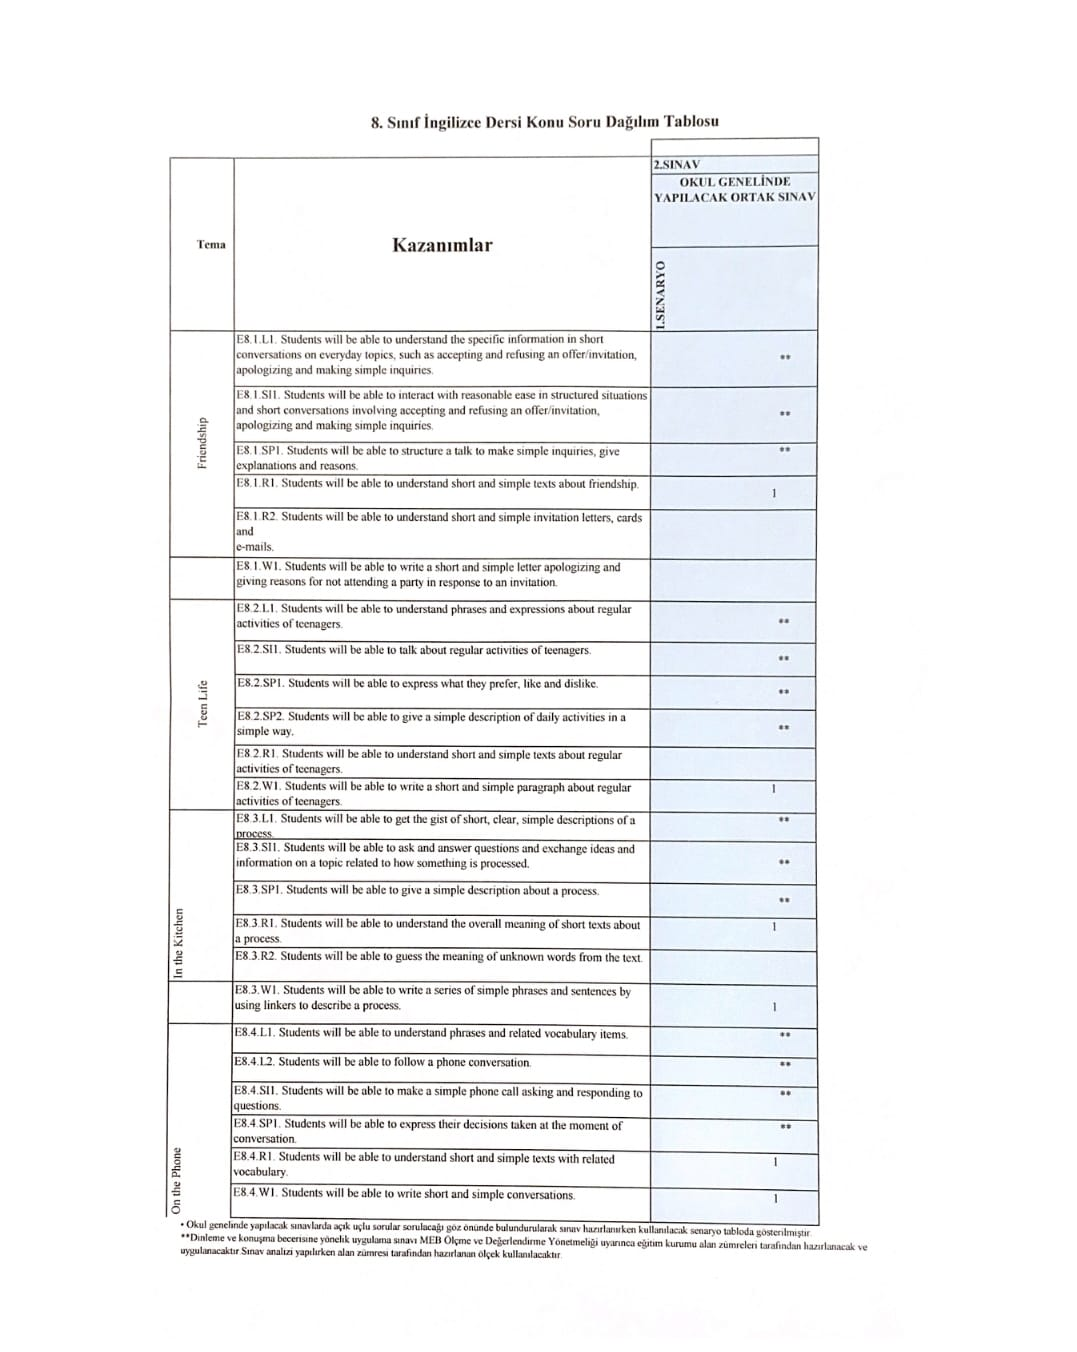 8. Sınıf İngilizce Dersi Konu Soru Dağılım Tablosu
2.SINAV
OKUL GENELİNDE
YAPILACAK ORTAK SINAV
Tema
Kazanımlar
1.SENARYO
Friendship
E8.1.L1. Students will be able to understand the specific information in short
conversations on everyday topics, such as accepting and refusing an offer/invitation,
apologizing and making simple inquiries.
**
E8.1.SI1. Students will be able to interact with reasonable ease in structured situations
and short conversations involving accepting and refusing an offer/invitation,
apologizing and making simple inquiries.
**
E8.1.SP1. Students will be able to structure a talk to make simple inquiries, give
explanations and reasons.
**
E8.1.R1. Students will be able to understand short and simple texts about friendship.
1
E8.1.R2. Students will be able to understand short and simple invitation letters, cards
and
e-mails.
E8.1.W1. Students will be able to write a short and simple letter apologizing and
giving reasons for not attending a party in response to an invitation.
Teen Life
E8.2.L1. Students will be able to understand phrases and expressions about regular
activities of teenagers.
**
E8.2.SI1. Students will be able to talk about regular activities of teenagers.
**
E8.2.SP1. Students will be able to express what they prefer, like and dislike.
**
E8.2.SP2. Students will be able to give a simple description of daily activities in a
simple way.
**
E8.2.R1. Students will be able to understand short and simple texts about regular
activities of teenagers.
E8.2.W1. Students will be able to write a short and simple paragraph about regular
activities of teenagers.
1
In the Kitchen
E8.3.L1. Students will be able to get the gist of short, clear, simple descriptions of a
process.
**
E8.3.SI1. Students will be able to ask and answer questions and exchange ideas and
information on a topic related to how something is processed.
**
E8.3.SP1. Students will be able to give a simple description about a process.
**
E8.3.R1. Students will be able to understand the overall meaning of short texts about
a process.
1
E8.3.R2. Students will be able to guess the meaning of unknown words from the text.
E8.3.W1. Students will be able to write a series of simple phrases and sentences by
using linkers to describe a process.
1
On the Phone
E8.4.L1. Students will be able to understand phrases and related vocabulary items.
**
E8.4.L2. Students will be able to follow a phone conversation.
**
E8.4.SI1. Students will be able to make a simple phone call asking and responding to
questions.
**
E8.4.SP1. Students will be able to express their decisions taken at the moment of
conversation.
**
E8.4.R1. Students will be able to understand short and simple texts with related
vocabulary.
1
E8.4.W1. Students will be able to write short and simple conversations.
1
• Okul genelinde yapılacak sınavlarda açık uçlu sorular sorulacağı göz önünde bulundurularak sınav hazırlanırken kullanılacak senaryo tabloda gösterilmiştir.
**Dinleme ve konuşma becerisine yönelik uygulama sınavı MEB Ölçme ve Değerlendirme Yönetmeliği uyarınca eğitim kurumu alan zümreleri tarafından hazırlanacak ve
uygulanacaktır.Sınav analizi yapılırken alan zümresi tarafından hazırlanan ölçek kullanılacaktır.